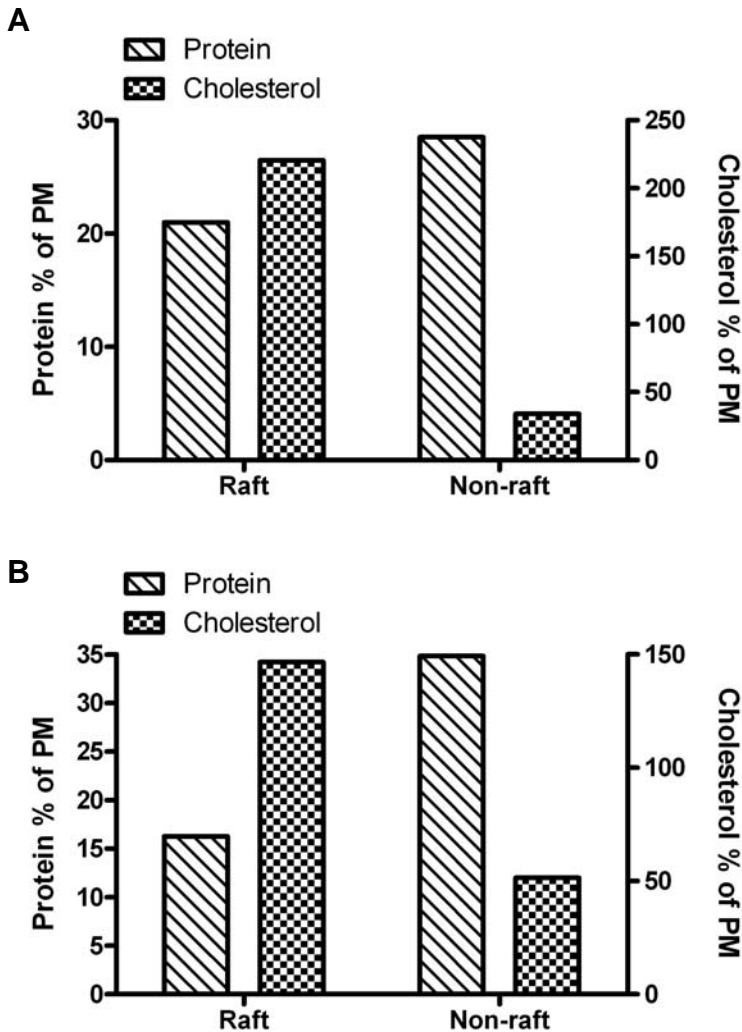 A
Protein
Cholesterol
30
20
10
0
Protein % of PM
250
200
150
100
50
0
Cholesterol % of PM
Raft
Non-raft
B
Protein
Cholesterol
35
30
25
20
15
10
5
0
Protein % of PM
150
100
50
0
Cholesterol % of PM
Raft
Non-raft